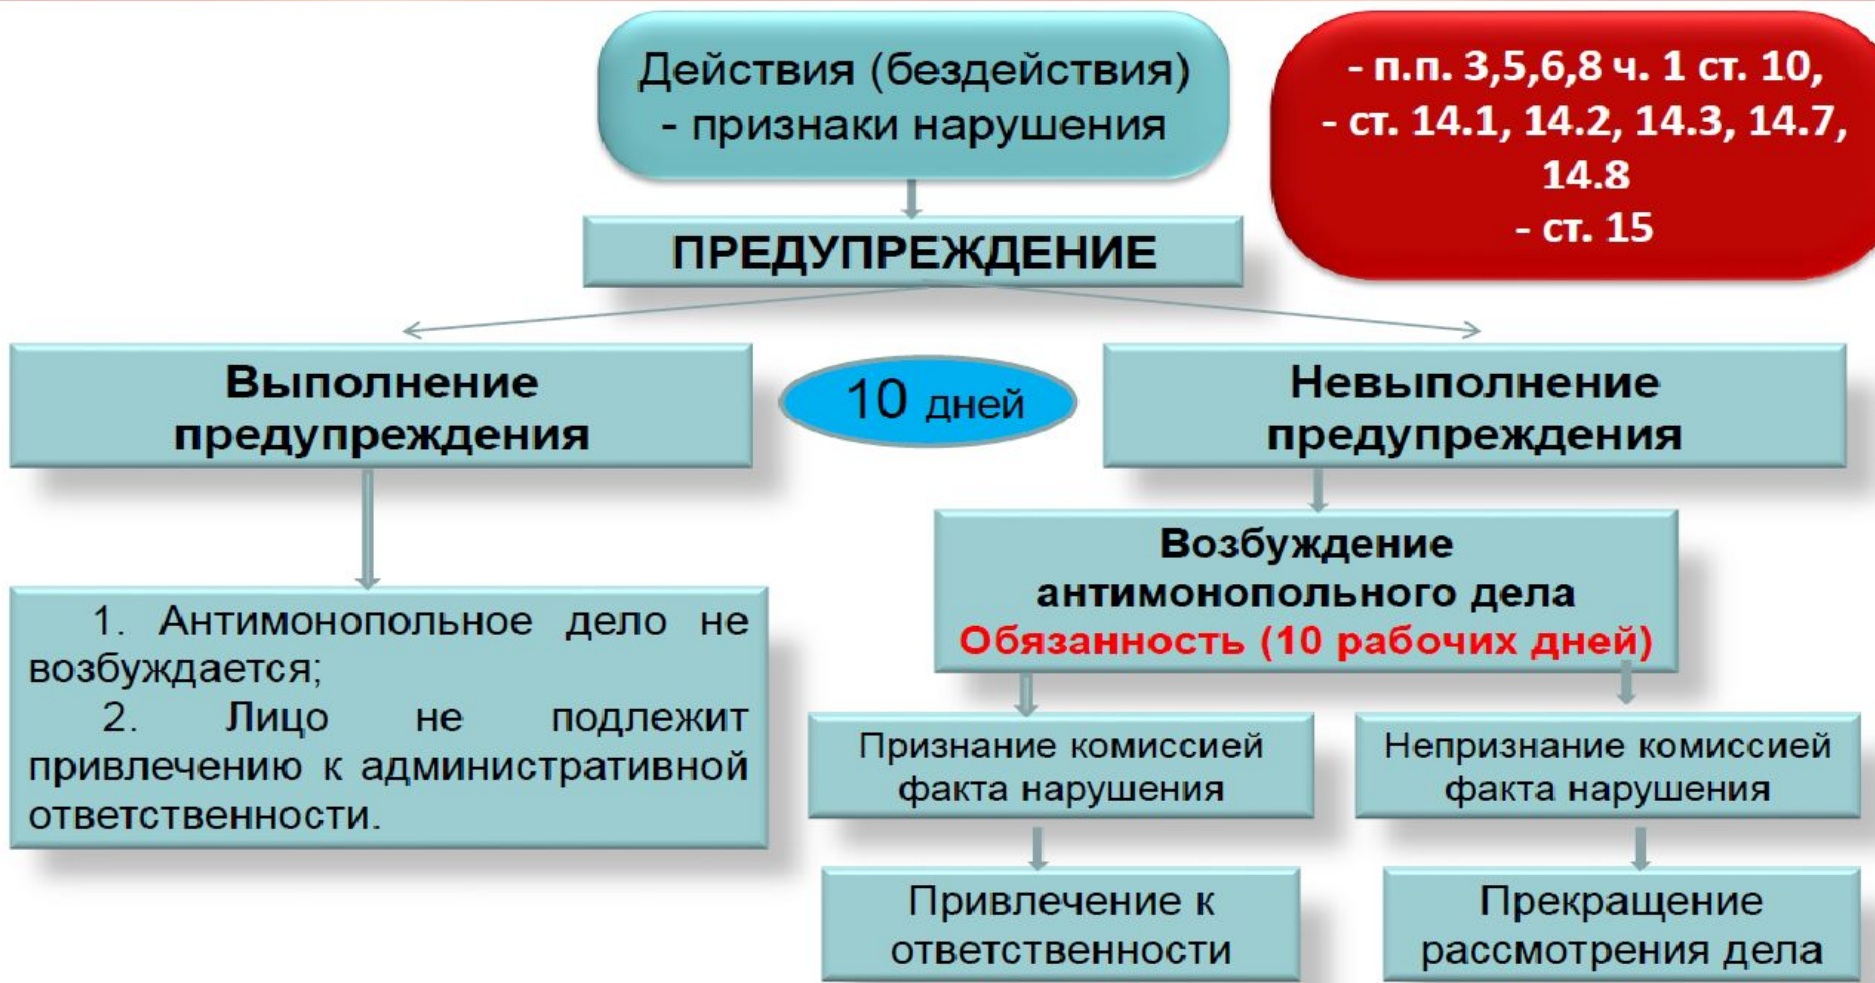 Действия (бездействия)
- признаки нарушения
- п.п. 3,5,6,8 ч. 1 ст. 10,
- ст. 14.1, 14.2, 14.3, 14.7,
14.8
- ст. 15
ПРЕДУПРЕЖДЕНИЕ
Выполнение
предупреждения
10 дней
Невыполнение
предупреждения
Возбуждение
антимонопольного дела
Обязанность (10 рабочих дней)
1. Антимонопольное дело не
возбуждается;
2. Лицо не подлежит
привлечению к административной
ответственности.
Признание комиссией
факта нарушения
Непризнание комиссией
факта нарушения
Привлечение к
ответственности
Прекращение
рассмотрения дела